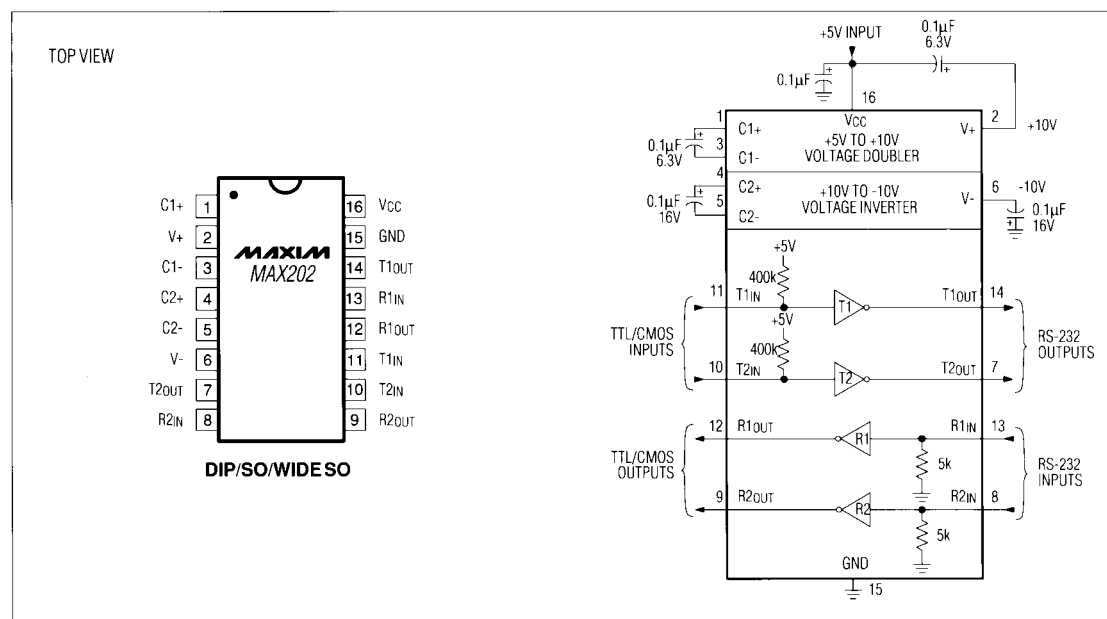 TOP VIEW
C1+ 1
V+ 2
C1- 3
C2+ 4
C2- 5
V- 6
T2OUT 7
R2IN 8
16 VCC
15 GND
14 T1OUT
13 R1IN
12 R1OUT
11 T1IN
10 T2IN
9 R2OUT
MAXIM
MAX202
DIP/SO/WIDE SO
+5V INPUT
0.1µF
6.3V
+
0.1µF
+
16
VCC
1
C1+
+5V TO +10V
VOLTAGE DOUBLER
V+
2
+10V
0.1µF
6.3V
+
3
C1-
4
C2+
+10V TO -10V
VOLTAGE INVERTER
V-
6
-10V
0.1µF
16V
+
5
C2-
0.1µF
16V
+
+5V
400k
11
T1IN
T1
T1OUT
14
TTL/CMOS
INPUTS
+5V
400k
RS-232
OUTPUTS
10
T2IN
T2
T2OUT
7
12
R1OUT
R1
R1IN
13
TTL/CMOS
OUTPUTS
5k
RS-232
INPUTS
9
R2OUT
R2
R2IN
8
5k
GND
15